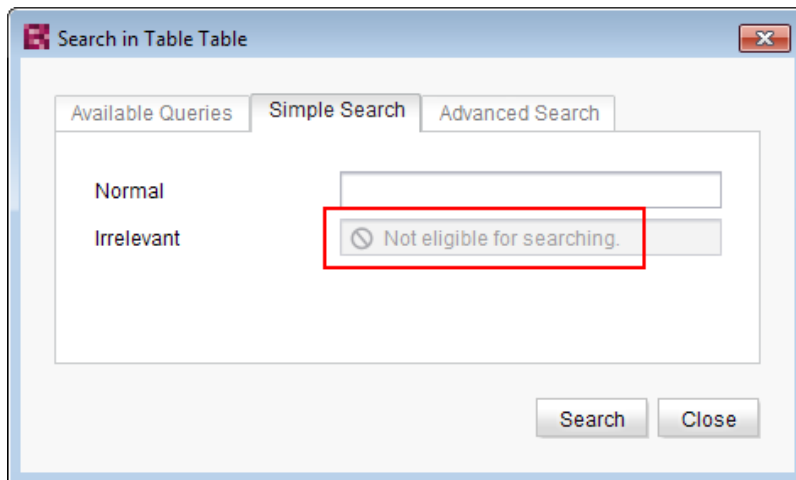 Search in Table Table
Available Queries Simple Search Advanced Search
Normal
Irrelevant Not eligible for searching.
Search Close